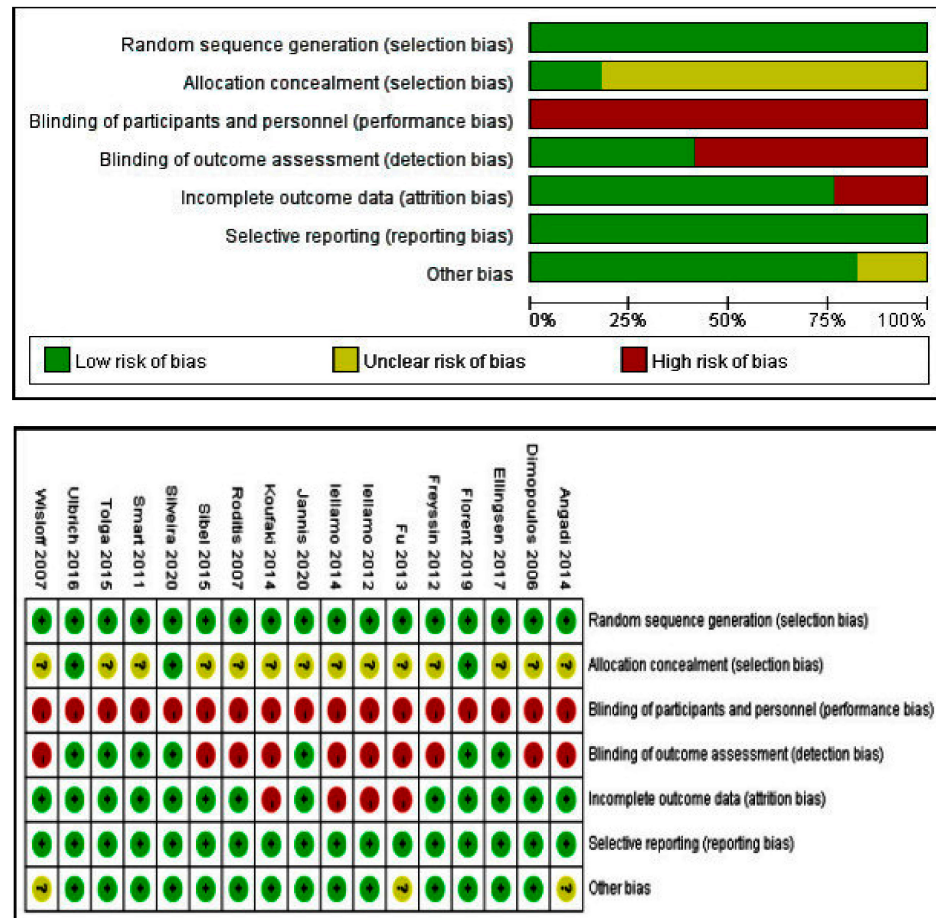 Random sequence generation (selection bias)
Allocation concealment (selection bias)
Blinding of participants and personnel (performance bias)
Blinding of outcome assessment (detection bias)
Incomplete outcome data (attrition bias)
Selective reporting (reporting bias)
Other bias
0% 25% 50% 75% 100%
Low risk of bias Unclear risk of bias High risk of bias
Wisloff 2007
Ulbrich 2016
Tolga 2015
Smart 2011
Silveira 2020
Sibel 2015
Roditis 2007
Koufaki 2014
Jannis 2020
Iellamo 2014
Iellamo 2012
Fu 2013
Freyssin 2012
Florent 2019
Ellingsen 2017
Dimopoulos 2006
Angadi 2014
+ + + + + + + + + + + + + + + + + Random sequence generation (selection bias)
? + ? ? + ? ? ? ? ? ? ? ? + ? ? ? Allocation concealment (selection bias)
- - - - - - - - - - - - - - - - - Blinding of participants and personnel (performance bias)
- + + + + - - - + - - - - + + - - Blinding of outcome assessment (detection bias)
+ + + + + + + - + - - - + + + + + Incomplete outcome data (attrition bias)
+ + + + + + + + + + + + + + + + + Selective reporting (reporting bias)
? + + + + + + + + + + ? + + + + ? Other bias